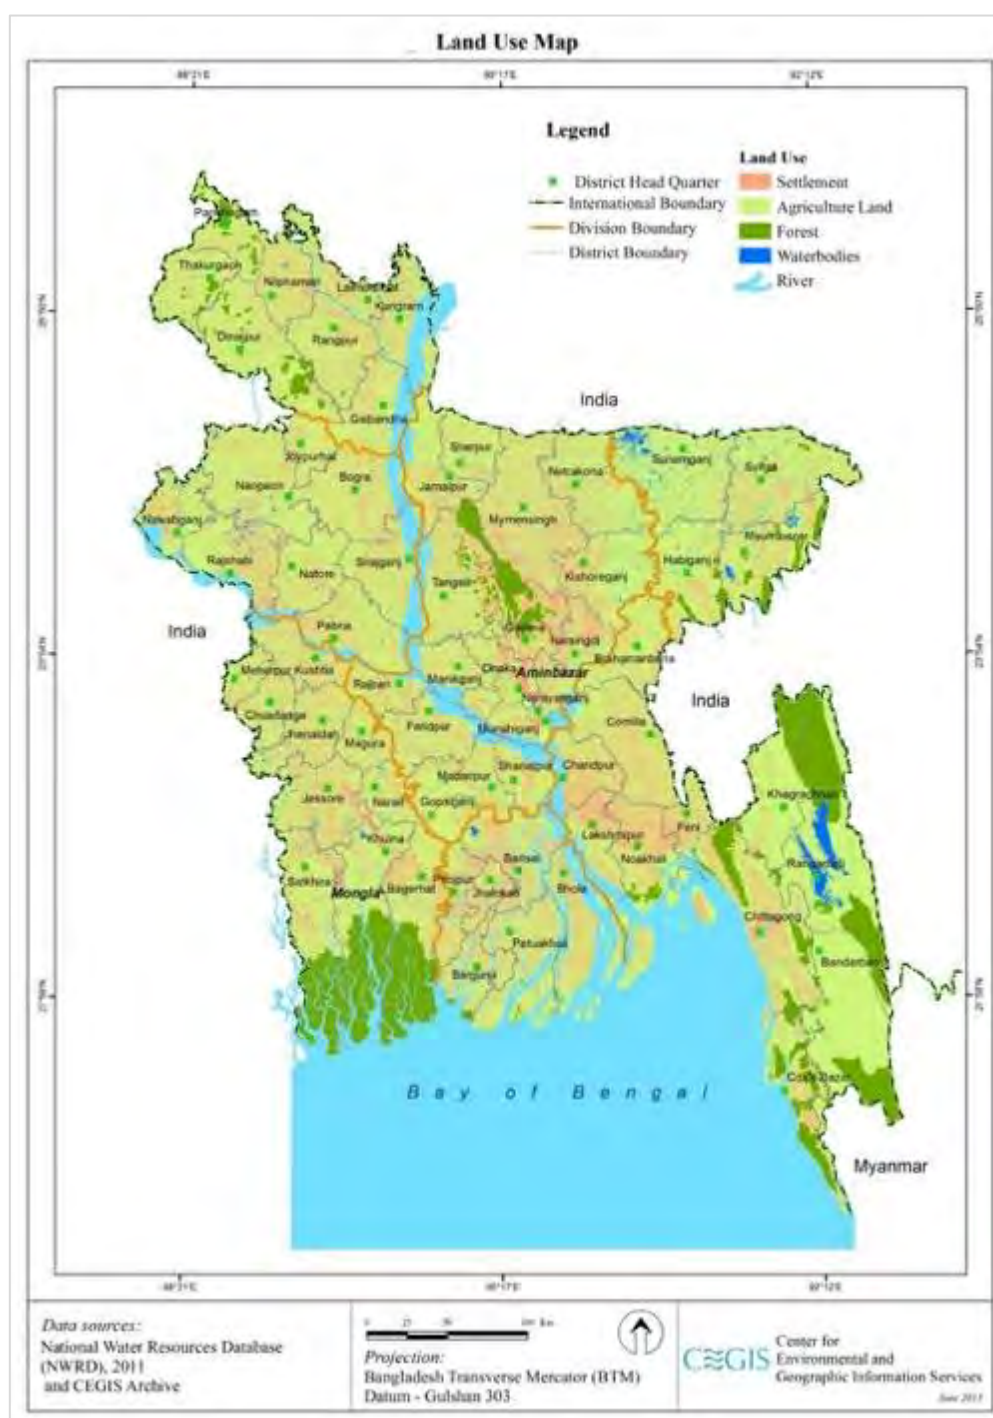 Land Use Map
Legend
Land Use
District Head Quarter
Settlement
International Boundary
Agriculture Land
Division Boundary
Forest
District Boundary
Waterbodies
River
Thakurgaon
Nilphamari
Kurigram
Dinajpur
Rangpur
Gaibandha
India
Joypurhat
Sherpur
Netrakona
Sunamganj
Sylhet
Naogaon
Bogra
Jamalpur
Mymensingh
Nawabganj
Rajshahi
Natore
Sirajganj
Tangail
Kishoreganj
Habiganj
India
Pabna
Narsingdi
Meherpur
Kushtia
Rajbari
Manikganj
Dhaka
Aminbazar
Narayanganj
India
Chuadanga
Jhenaidah
Magura
Faridpur
Munshiganj
Comilla
Jessore
Narail
Gopalganj
Madaripur
Shariatpur
Chandpur
Khagrachhari
Khulna
Lakshmipur
Feni
Noakhali
Rangamati
Satkhira
Mongla
Bagerhat
Pirojpur
Jhalokati
Barisal
Bhola
Chittagong
Patuakhali
Barguna
Bandarban
Bay of Bengal
Myanmar
Data sources:
National Water Resources Database
(NWRD), 2011
and CEGIS Archive
Projection:
Bangladesh Transverse Mercator (BTM)
Datum - Gulshan 303
CEGIS
Center for
Environmental and
Geographic Information Services
June 2013